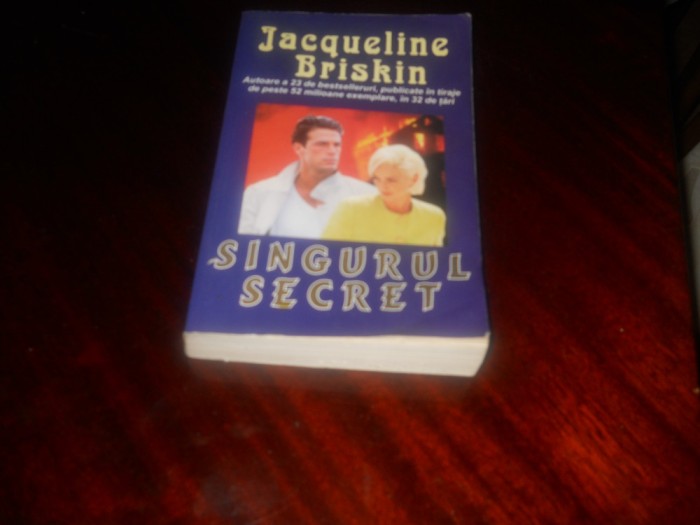 Jacqueline
Briskin
Autoare a 23 de bestselleruri, publicate în tiraje
de peste 52 milioane exemplare, în 32 de țări
SINGURUL
SECRET